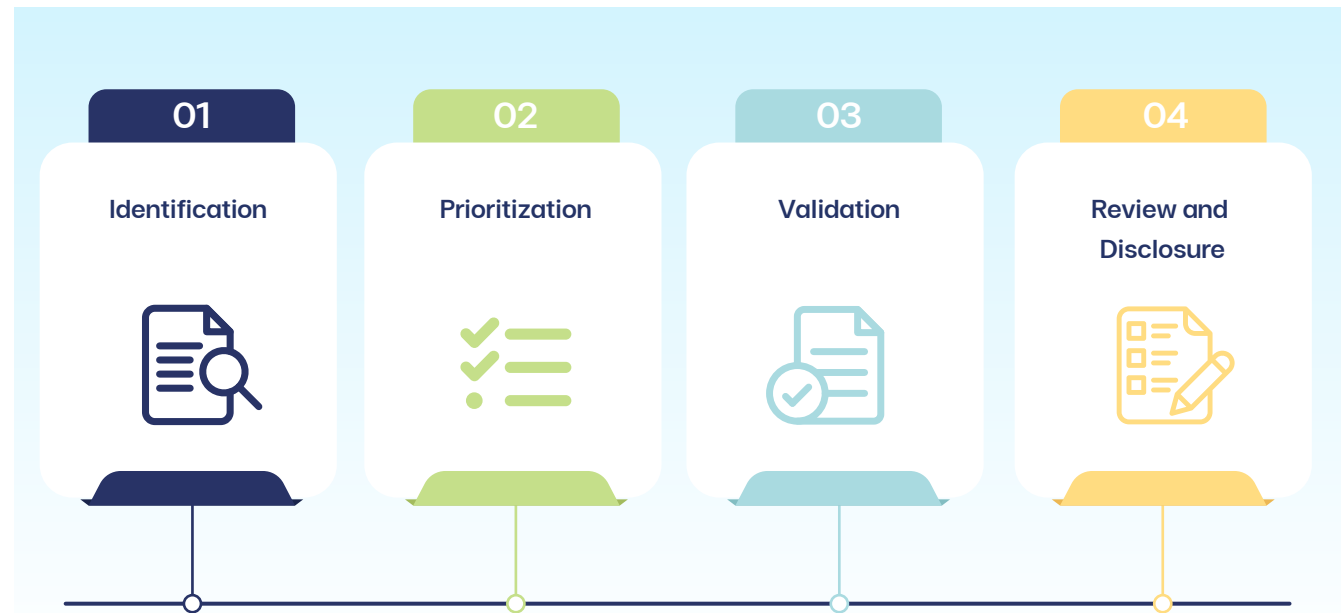 01
Identification
02
Prioritization
03
Validation
04
Review and
Disclosure